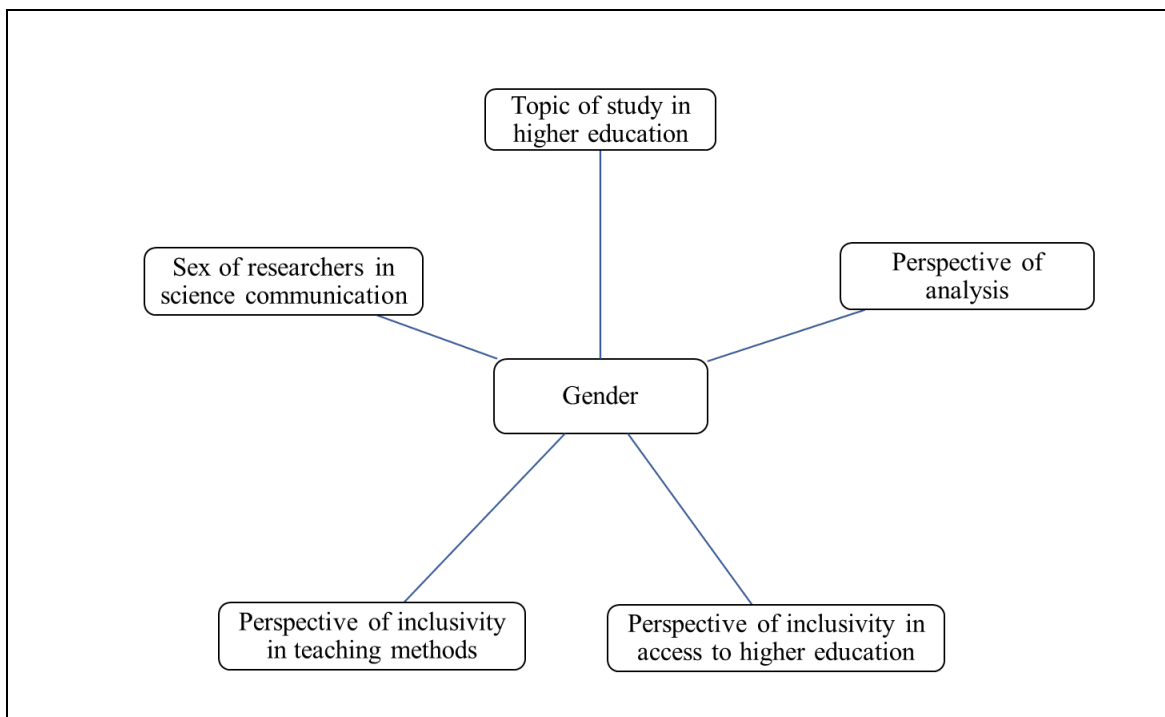 Topic of study in
higher education
Sex of researchers in
science communication
Perspective of
analysis
Gender
Perspective of inclusivity
in teaching methods
Perspective of inclusivity in
access to higher education